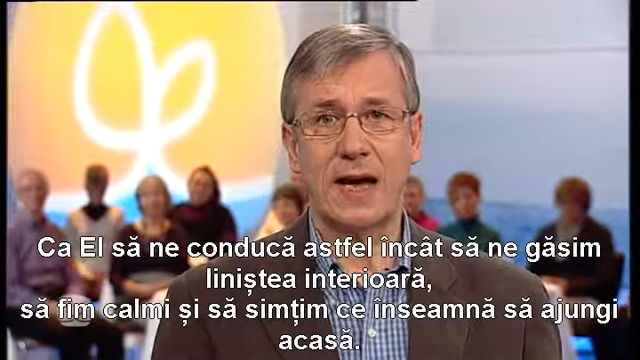 Ca El să ne conducă astfel încât să ne găsim
liniștea interioară,
să fim calmi și să simțim ce înseamnă să ajungi
acasă.